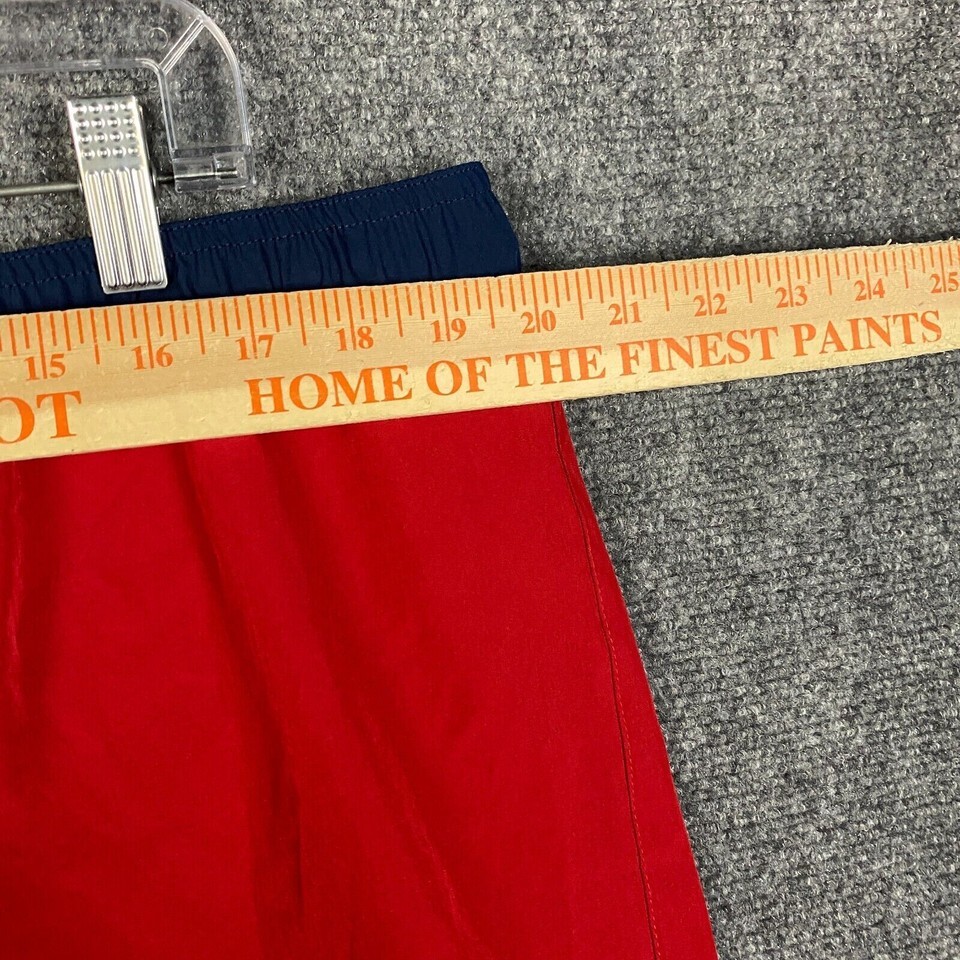 15 16 17 18 19 20 21 22 23 24 25
OT HOME OF THE FINEST PAINTS